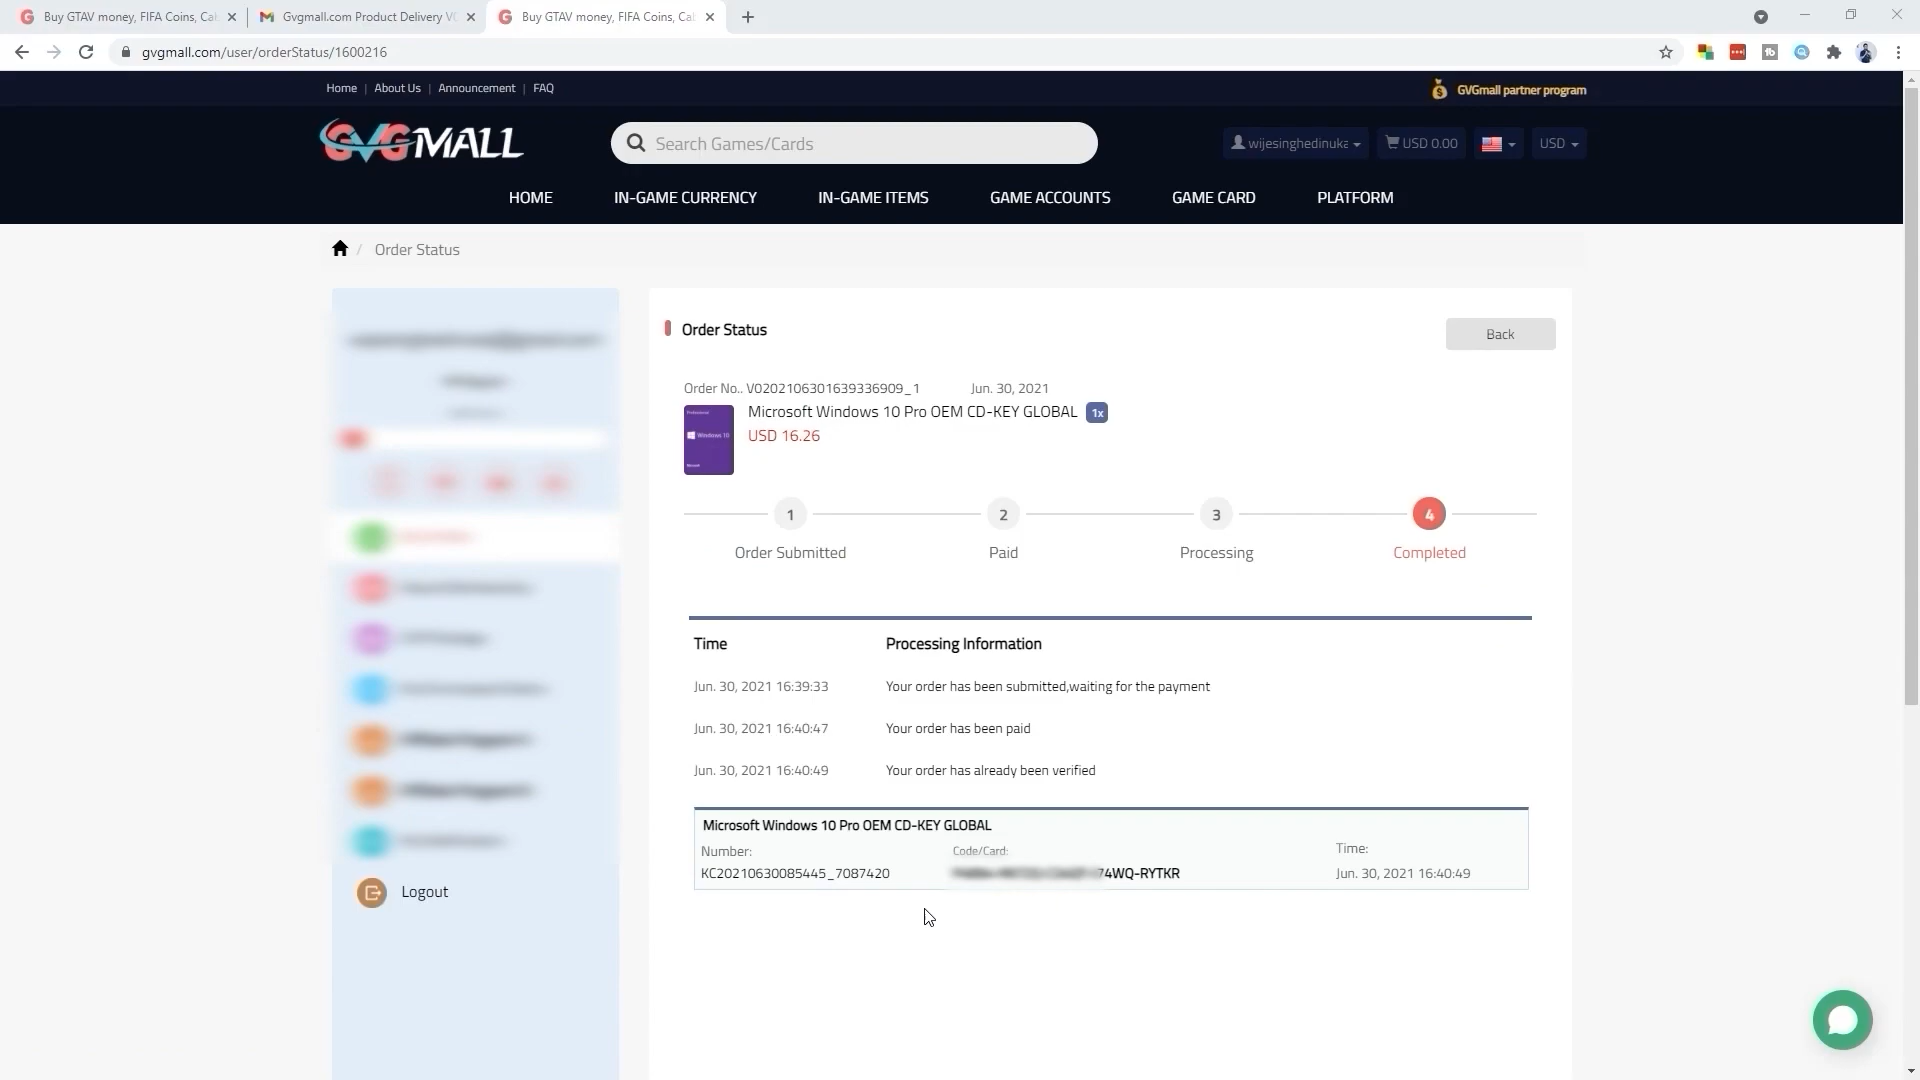 Buy GTAV money, FIFA Coins, Cal
Gvgmall.com Product Delivery VC
Buy GTAV money, FIFA Coins, Cal
gvgmall.com/user/orderStatus/1600216
Home | About Us | Announcement | FAQ
GVGmall partner program
GVGMALL
Search Games/Cards
wijesinghedinuka
USD 0.00
USD
HOME
IN-GAME CURRENCY
IN-GAME ITEMS
GAME ACCOUNTS
GAME CARD
PLATFORM
/ Order Status
Order Status
Back
Order No.. V0202106301639336909_1 Jun. 30, 2021
Microsoft Windows 10 Pro OEM CD-KEY GLOBAL 1x
USD 16.26
Windows 10
1
2
3
4
Order Submitted
Paid
Processing
Completed
Time Processing Information
Jun. 30, 2021 16:39:33 Your order has been submitted,waiting for the payment
Jun. 30, 2021 16:40:47 Your order has been paid
Jun. 30, 2021 16:40:49 Your order has already been verified
Microsoft Windows 10 Pro OEM CD-KEY GLOBAL
Number: Code/Card: Time:
KC20210630085445_7087420 74WQ-RYTKR Jun. 30, 2021 16:40:49
Logout